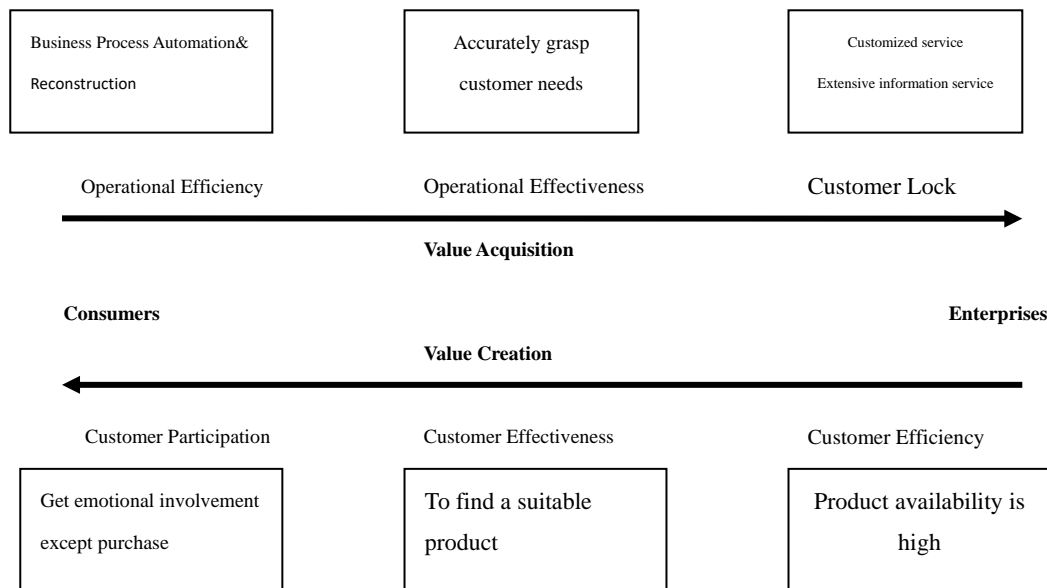 Business Process Automation&
Reconstruction
Accurately grasp
customer needs
Customized service
Extensive information service
Operational Efficiency
Operational Effectiveness
Customer Lock
Value Acquisition
Consumers
Enterprises
Value Creation
Customer Participation
Customer Effectiveness
Customer Efficiency
Get emotional involvement
except purchase
To find a suitable
product
Product availability is
high